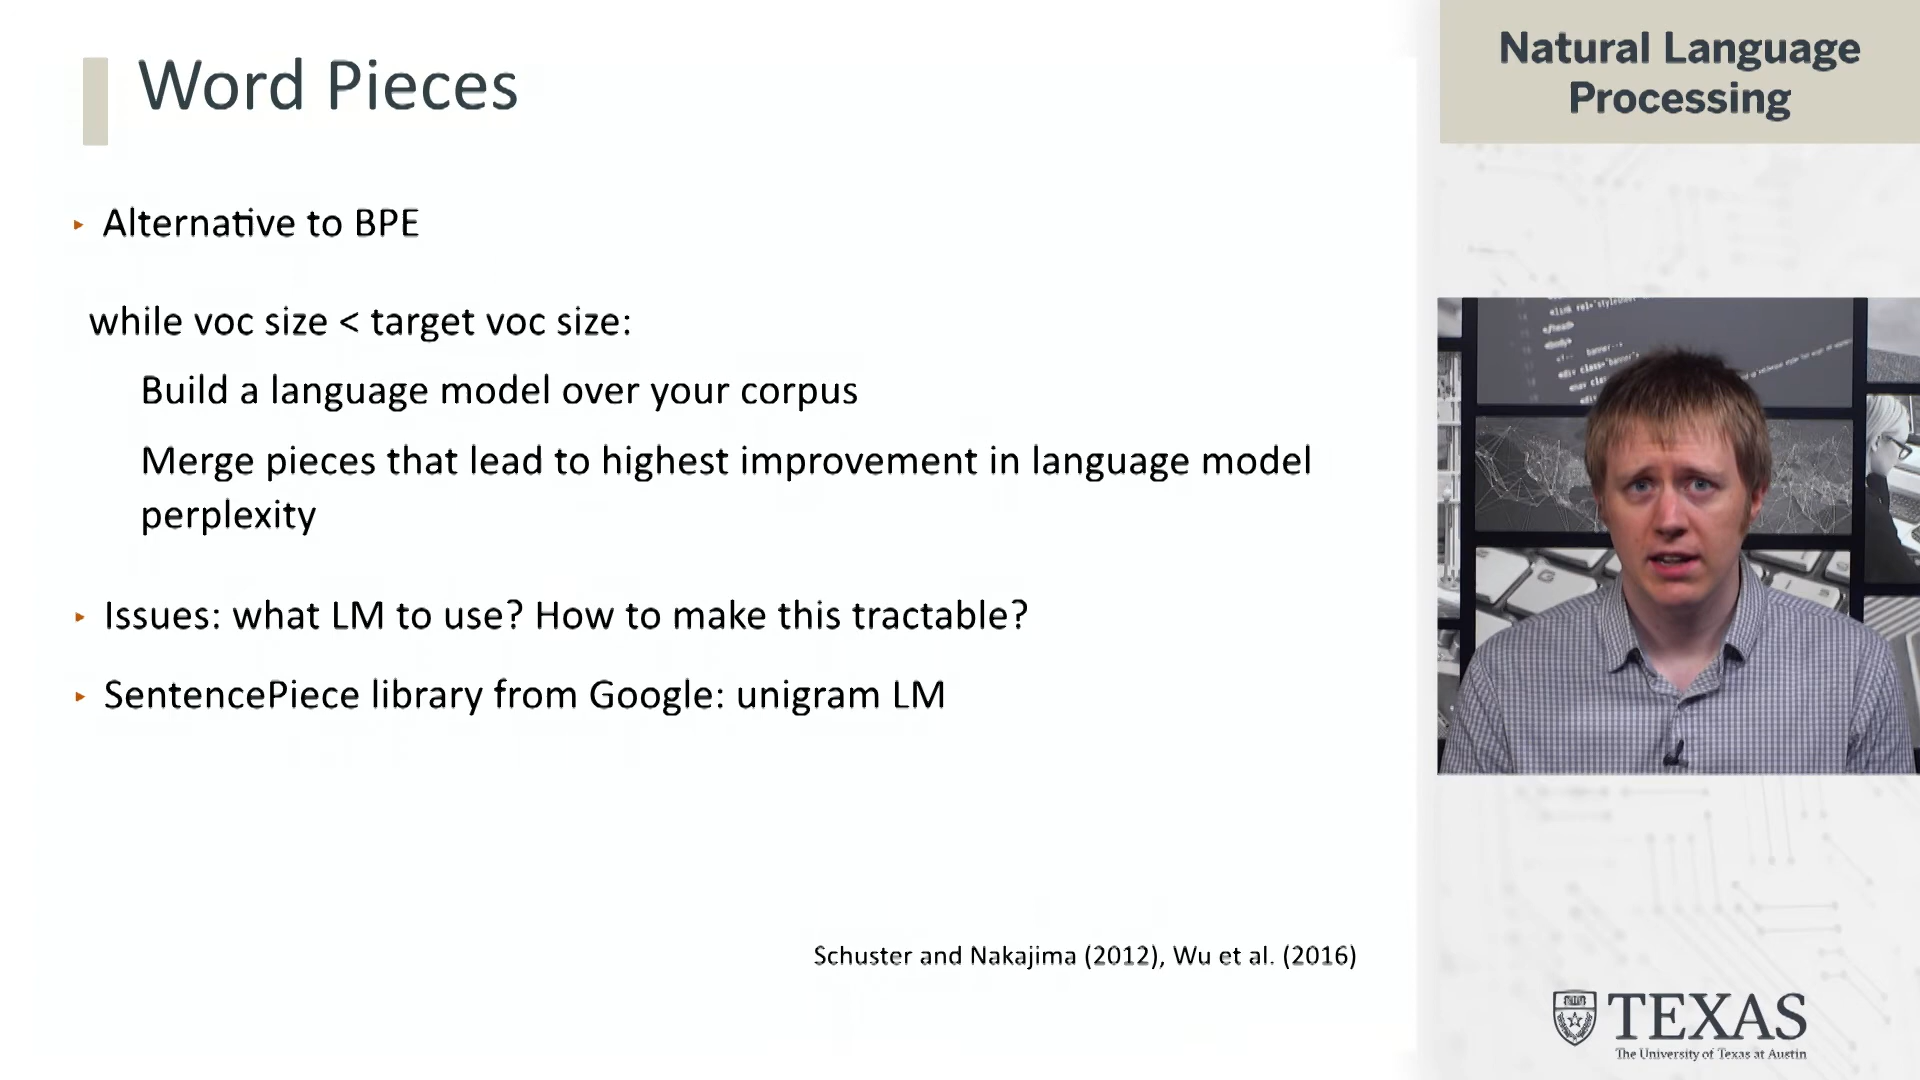 Word Pieces
Natural Language
Processing
▸ Alternative to BPE
while voc size < target voc size:
Build a language model over your corpus
Merge pieces that lead to highest improvement in language model
perplexity
▸ Issues: what LM to use? How to make this tractable?
▸ SentencePiece library from Google: unigram LM
Schuster and Nakajima (2012), Wu et al. (2016)
TEXAS
The University of Texas at Austin